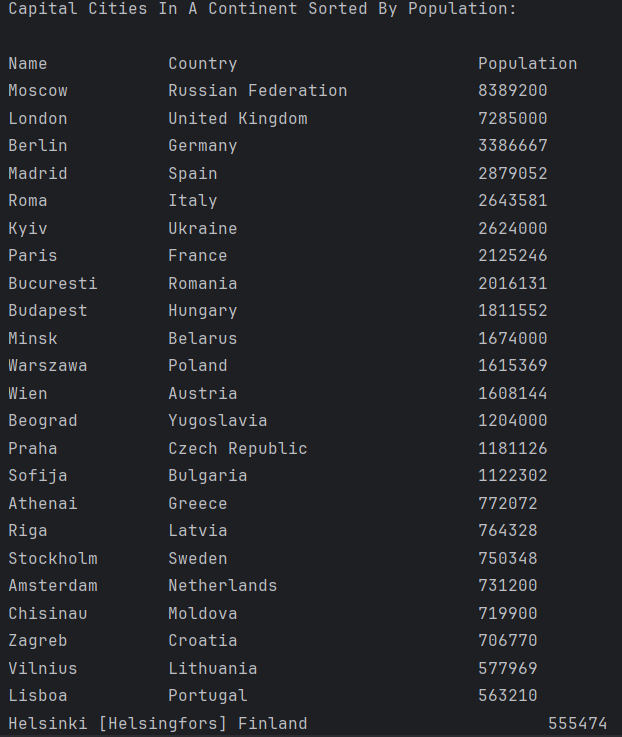 Capital Cities In A Continent Sorted By Population:
Name Country Population
Moscow Russian Federation 8389200
London United Kingdom 7285000
Berlin Germany 3386667
Madrid Spain 2879052
Roma Italy 2643581
Kyiv Ukraine 2624000
Paris France 2125246
Bucuresti Romania 2016131
Budapest Hungary 1811552
Minsk Belarus 1674000
Warszawa Poland 1615369
Wien Austria 1608144
Beograd Yugoslavia 1204000
Praha Czech Republic 1181126
Sofija Bulgaria 1122302
Athenai Greece 772072
Riga Latvia 764328
Stockholm Sweden 750348
Amsterdam Netherlands 731200
Chisinau Moldova 719900
Zagreb Croatia 706770
Vilnius Lithuania 577969
Lisboa Portugal 563210
Helsinki [Helsingfors] Finland 555474